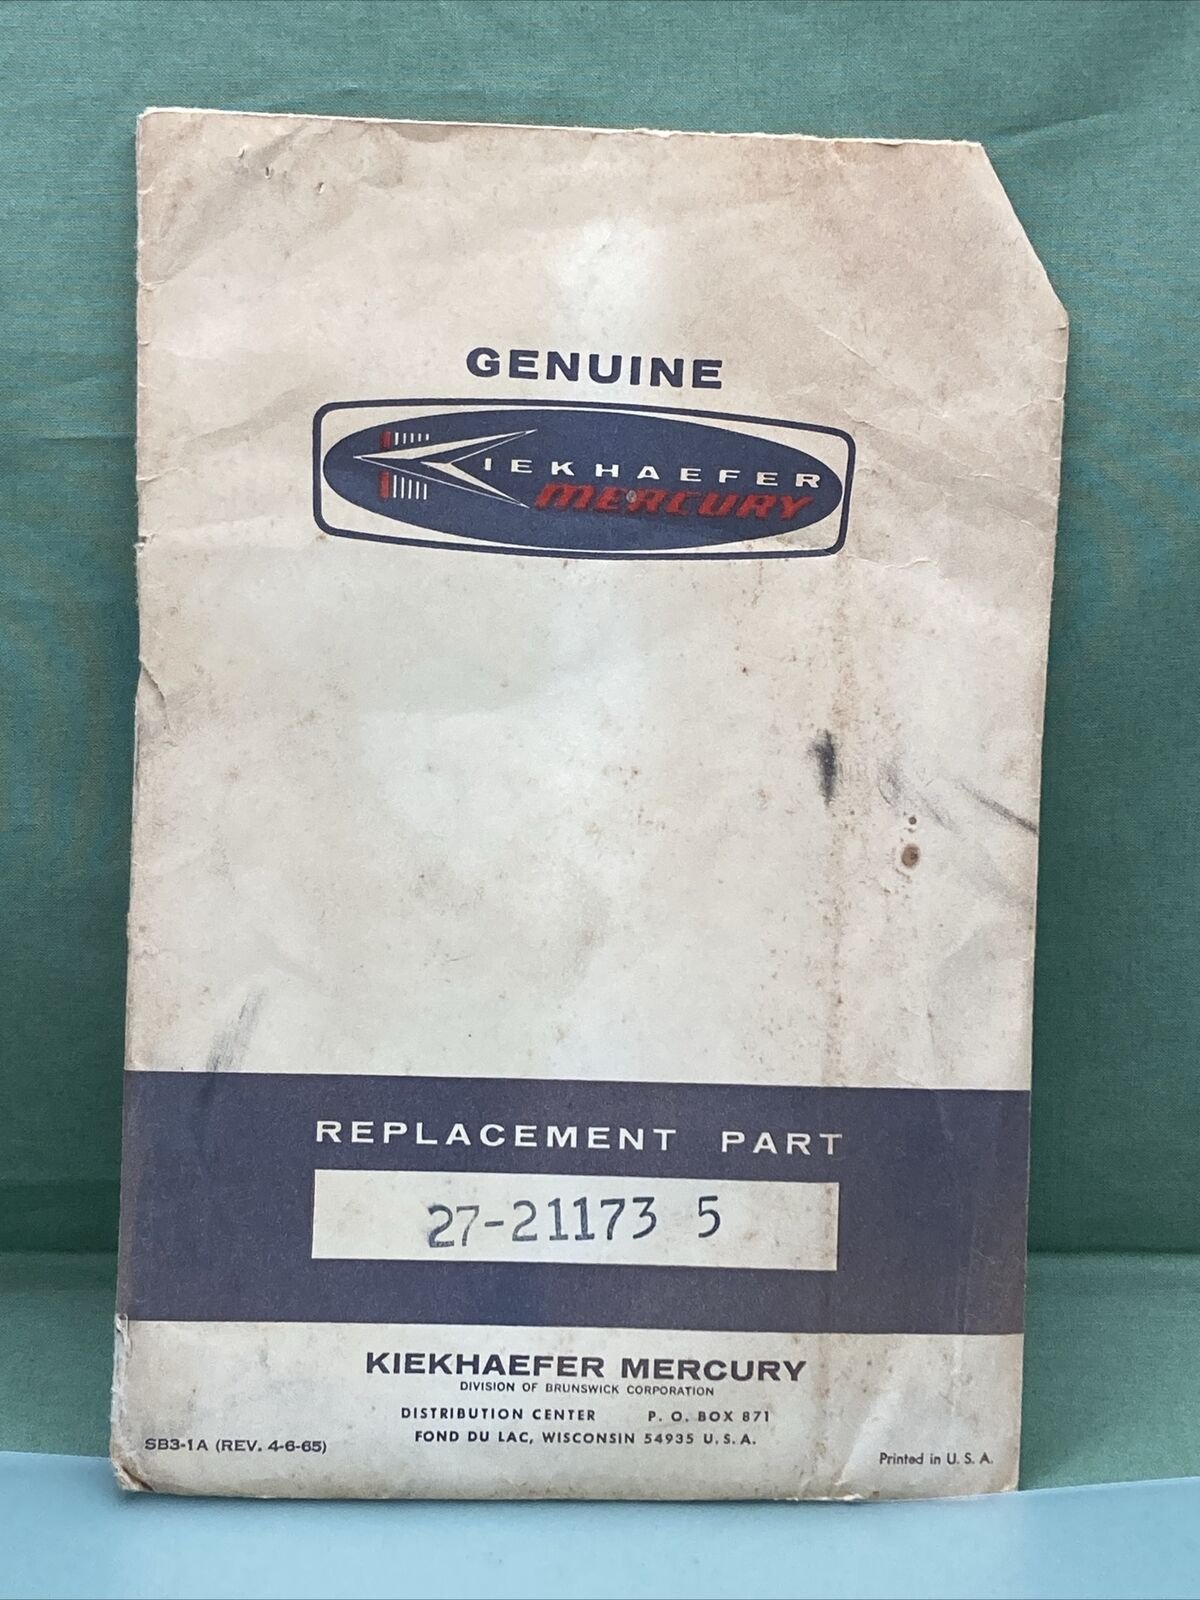 GENUINE
KIEKHAEFER
MERCURY
REPLACEMENT PART
27-21173 5
KIEKHAEFER MERCURY
DIVISION OF BRUNSWICK CORPORATION
DISTRIBUTION CENTER P. O. BOX 871
FOND DU LAC, WISCONSIN 54935 U. S. A.
SB3-1A (REV. 4-6-65)
Printed in U. S. A.